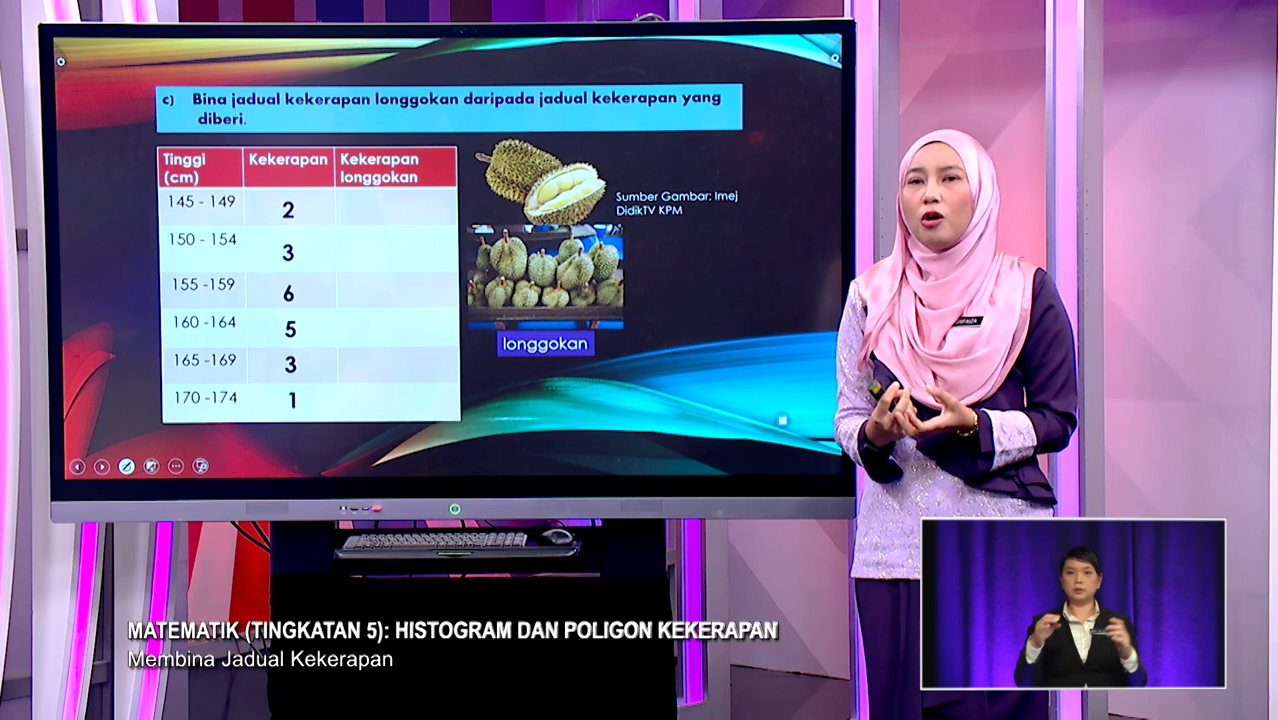 c) Bina jadual kekerapan longgokan daripada jadual kekerapan yang
diberi.
Tinggi
(cm)
Kekerapan
Kekerapan
longgokan
145 - 149
2
150 - 154
3
155 -159
6
160 -164
5
165 -169
3
170 -174
1
Sumber Gambar: Imej
DidikTV KPM
longgokan
MATEMATIK (TINGKATAN 5): HISTOGRAM DAN POLIGON KEKERAPAN
Membina Jadual Kekerapan